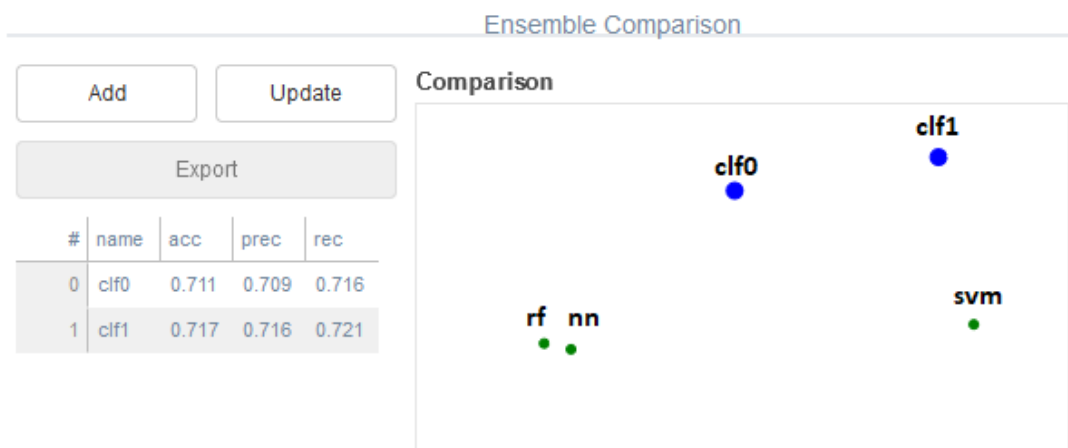 Ensemble Comparison
Add
Update
Export
# name acc prec rec
0 clf0 0.711 0.709 0.716
1 clf1 0.717 0.716 0.721
Comparison
clf1
clf0
svm
rf nn